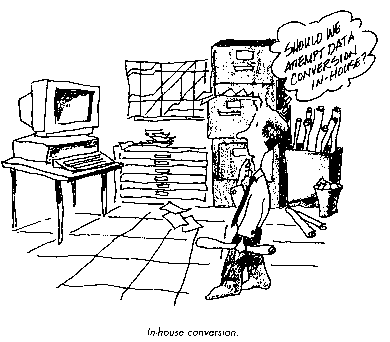 SHOULD WE
ATTEMPT DATA
CONVERSION
IN-HOUSE?
In-house conversion.